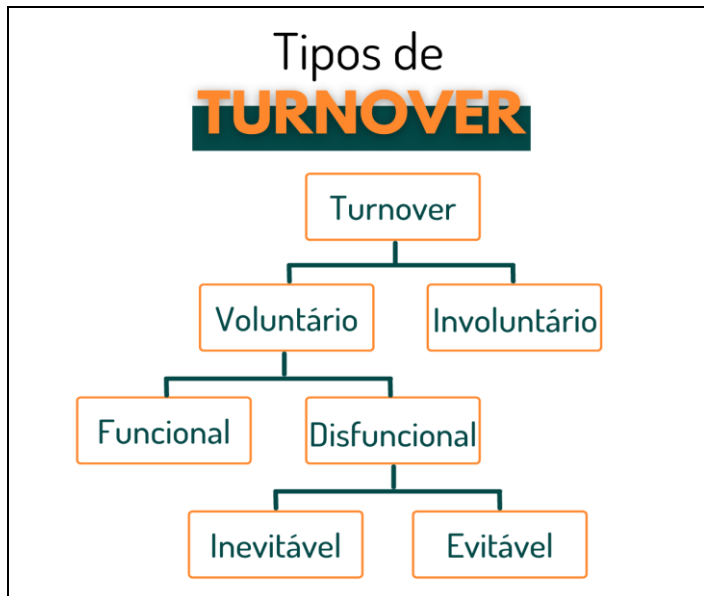 Tipos de
TURNOVER
Turnover
Voluntário
Involuntário
Funcional
Disfuncional
Inevitável
Evitável